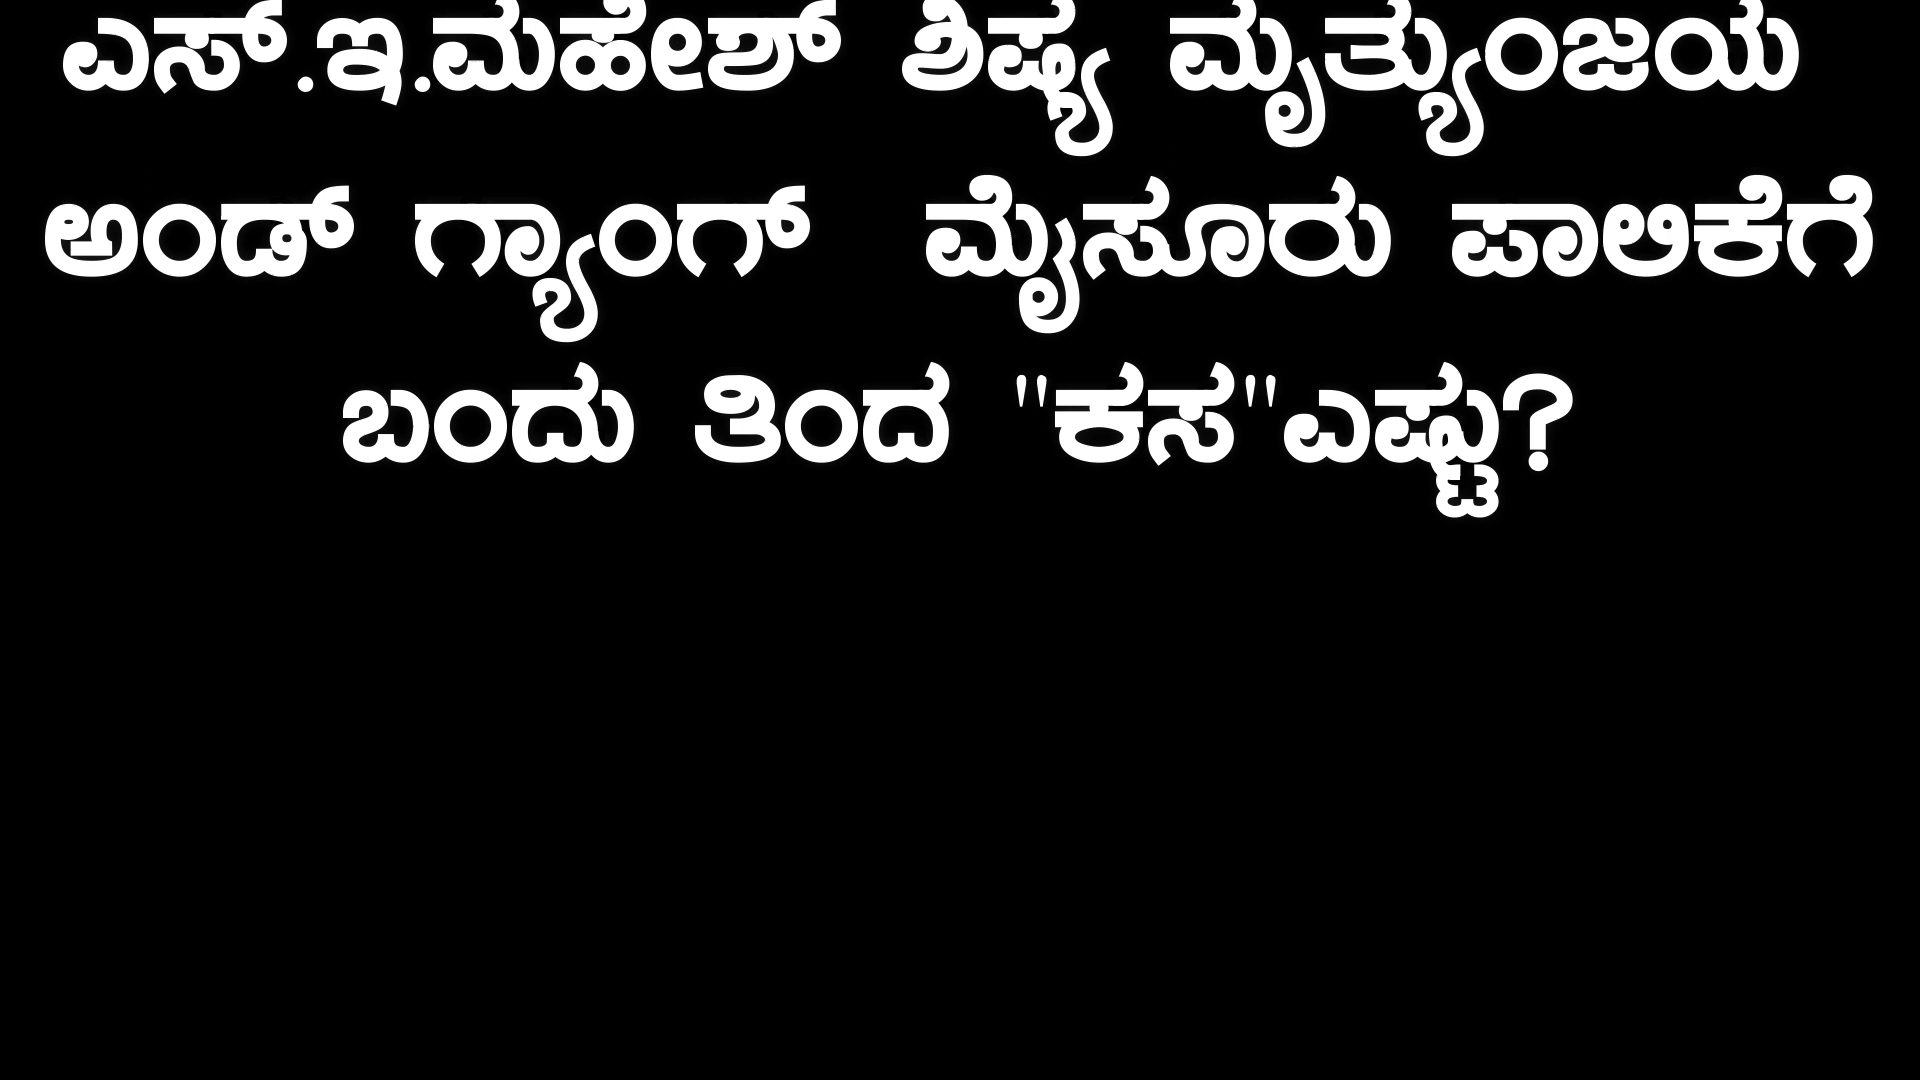 ಎಸ್.ಇ.ಮಹೇಶ್ ಶಿಷ್ಯ ಮೃತ್ಯುಂಜಯ
ಅಂಡ್ ಗ್ಯಾಂಗ್ ಮೈಸೂರು ಪಾಲಿಕೆಗೆ
ಬಂದು ತಿಂದ "ಕಸ"ಎಷ್ಟು?